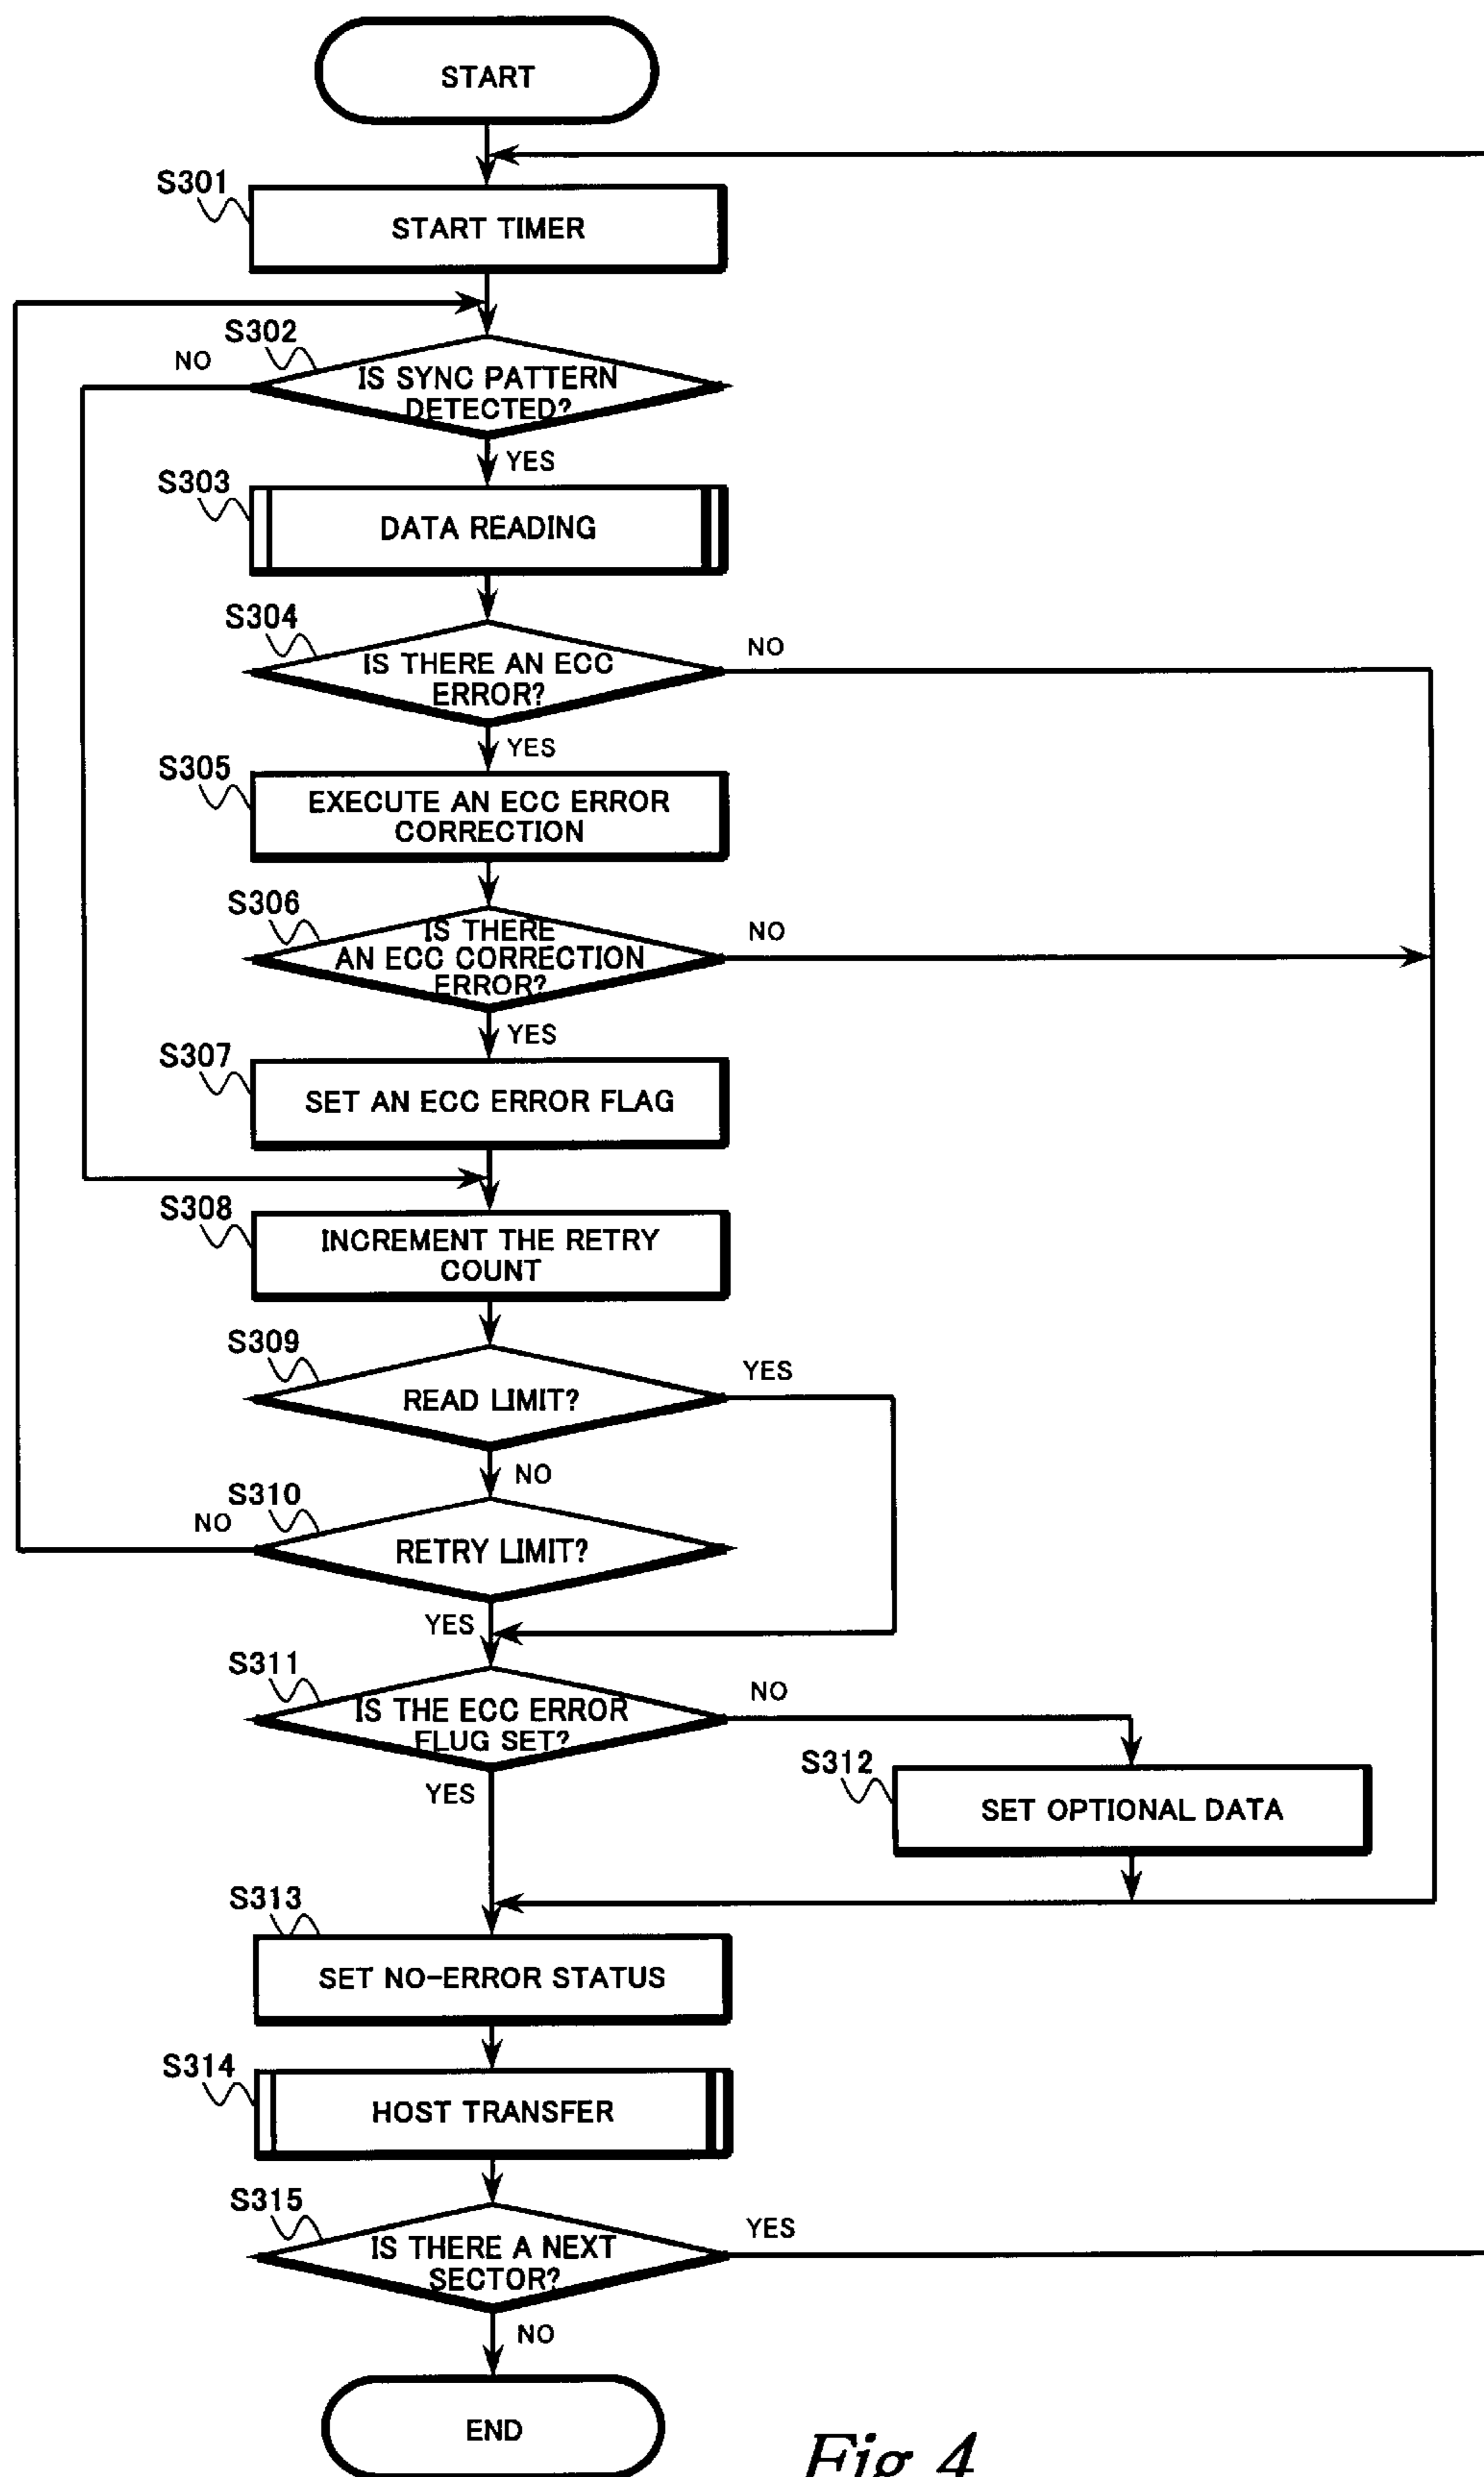 START
S301
START TIMER
S302
NO
IS SYNC PATTERN
DETECTED?
YES
S303
DATA READING
S304
NO
IS THERE AN ECC
ERROR?
YES
S305
EXECUTE AN ECC ERROR
CORRECTION
S306
NO
IS THERE
AN ECC CORRECTION
ERROR?
YES
S307
SET AN ECC ERROR FLAG
S308
INCREMENT THE RETRY
COUNT
S309
YES
READ LIMIT?
NO
S310
NO
RETRY LIMIT?
YES
S311
NO
IS THE ECC ERROR
FLUG SET?
YES
S312
SET OPTIONAL DATA
S313
SET NO-ERROR STATUS
S314
HOST TRANSFER
S315
YES
IS THERE A NEXT
SECTOR?
NO
END
Fig 4